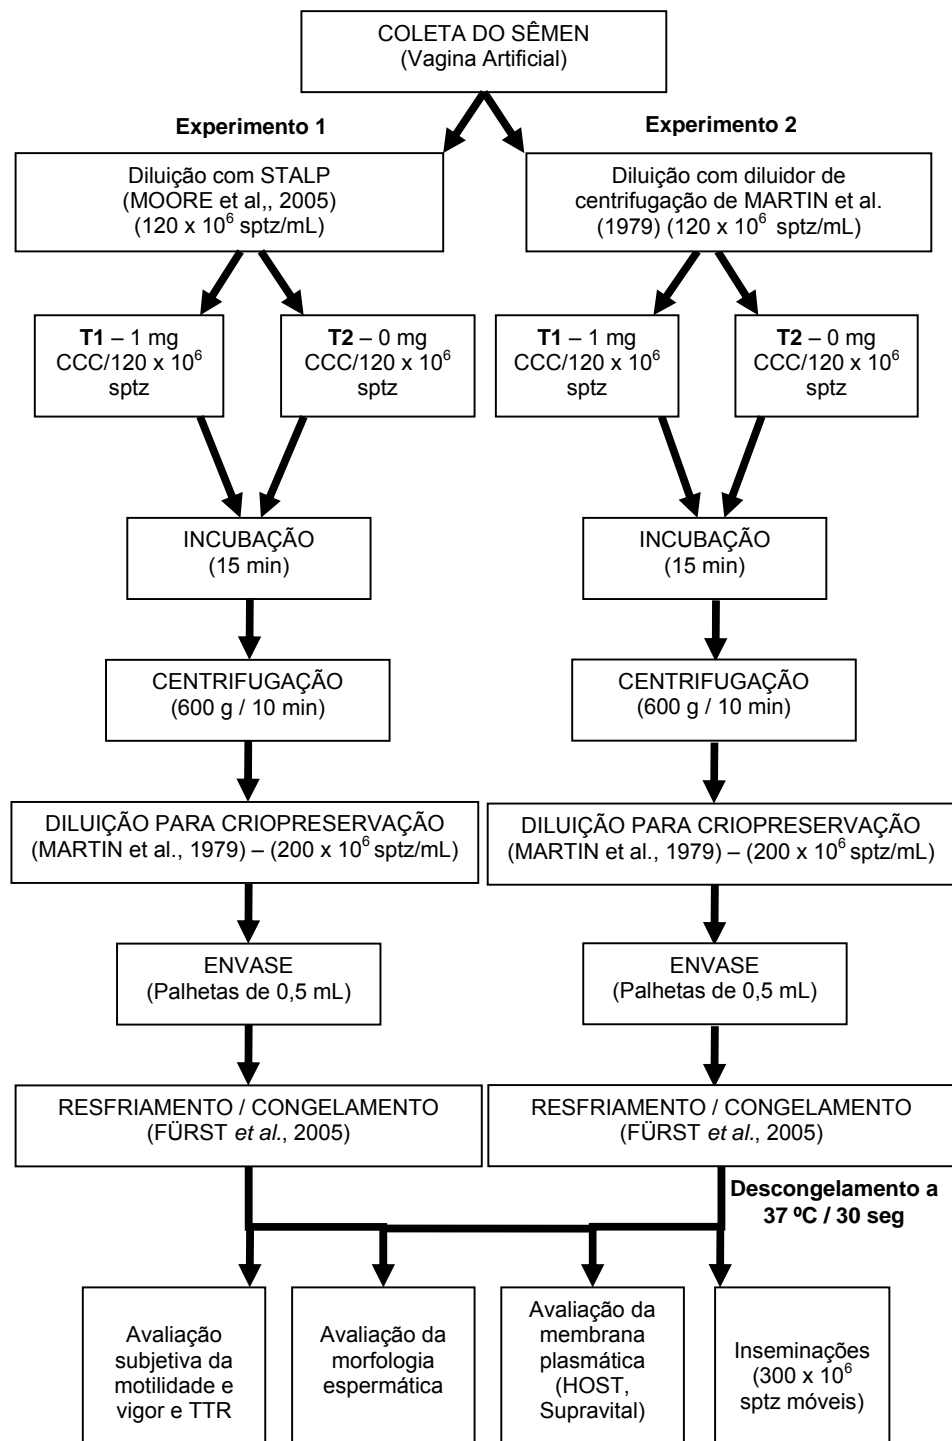 COLETA DO SÊMEN
(Vagina Artificial)
Experimento 1
Experimento 2
Diluição com STALP
(MOORE et al,, 2005)
(120 x 10⁶ sptz/mL)
Diluição com diluidor de
centrifugação de MARTIN et al.
(1979) (120 x 10⁶ sptz/mL)
T1 – 1 mg
CCC/120 x 10⁶
sptz
T2 – 0 mg
CCC/120 x 10⁶
sptz
T1 – 1 mg
CCC/120 x 10⁶
sptz
T2 – 0 mg
CCC/120 x 10⁶
sptz
INCUBAÇÃO
(15 min)
INCUBAÇÃO
(15 min)
CENTRIFUGAÇÃO
(600 g / 10 min)
CENTRIFUGAÇÃO
(600 g / 10 min)
DILUIÇÃO PARA CRIOPRESERVAÇÃO
(MARTIN et al., 1979) – (200 x 10⁶ sptz/mL)
DILUIÇÃO PARA CRIOPRESERVAÇÃO
(MARTIN et al., 1979) – (200 x 10⁶ sptz/mL)
ENVASE
(Palhetas de 0,5 mL)
ENVASE
(Palhetas de 0,5 mL)
RESFRIAMENTO / CONGELAMENTO
(FÜRST et al., 2005)
RESFRIAMENTO / CONGELAMENTO
(FÜRST et al., 2005)
Descongelamento a
37 ºC / 30 seg
Avaliação
subjetiva da
motilidade e
vigor e TTR
Avaliação da
morfologia
espermática
Avaliação da
membrana
plasmática
(HOST,
Supravital)
Inseminações
(300 x 10⁶
sptz móveis)